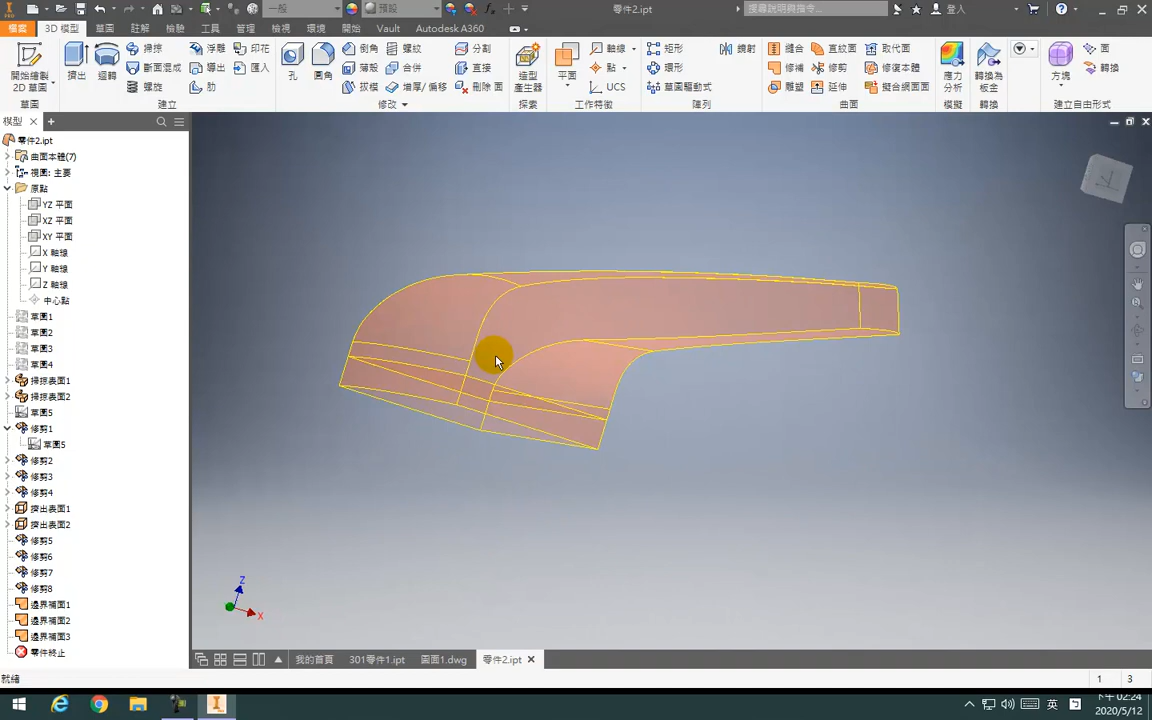 一般
預設
零件2.ipt
搜尋說明與指令...
登入
檔案 3D 模型 草圖 註解 檢驗 工具 管理 檢視 環境 開始 Vault Autodesk A360
開始繪製 2D 草圖
擠出
迴轉
掃掠
斷面混成
螺旋
浮雕
導出
肋
印花
匯入
孔
圓角
倒角
薄殼
拔模
螺紋
合併
增厚/偏移
分割
直接
刪除 面
造型 產生器
平面
軸線
點
UCS
矩形
環形
草圖驅動式
鏡射
縫合
修補
雕塑
直紋面
修剪
延伸
取代面
修復本體
擬合網面面
應力 分析
轉換為 板金
方塊
面
轉換
草圖
建立
修改
探索
工作特徵
陣列
曲面
模擬
轉換
建立自由形式
模型
零件2.ipt
曲面本體(7)
視圖: 主要
原點
YZ 平面
XZ 平面
XY 平面
X 軸線
Y 軸線
Z 軸線
中心點
草圖1
草圖2
草圖3
草圖4
掃掠表面1
掃掠表面2
草圖5
修剪1
草圖5
修剪2
修剪3
修剪4
擠出表面1
擠出表面2
修剪5
修剪6
修剪7
修剪8
邊界補面1
邊界補面2
邊界補面3
零件終止
Z
X
我的首頁
301零件1.ipt
圖面1.dwg
零件2.ipt
就緒
1
3
英
下午 02:24
2020/5/12